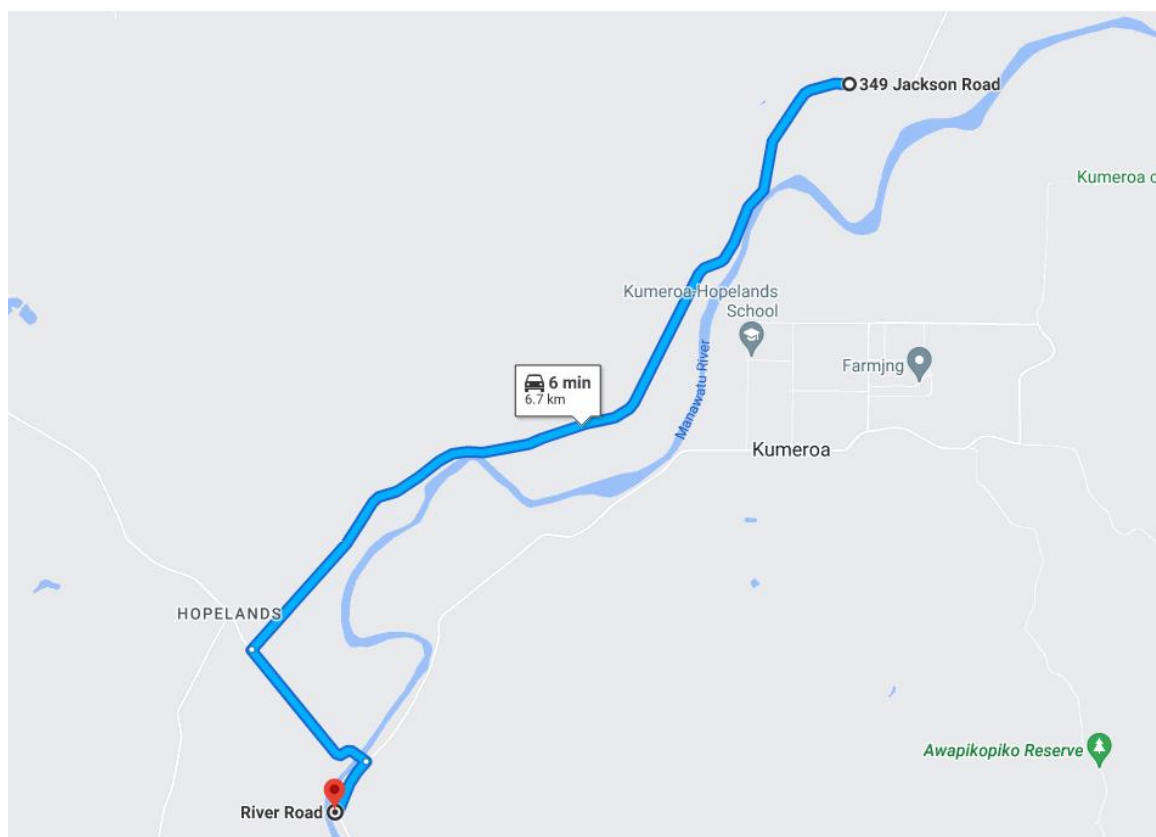 349 Jackson Road
Kumeroa c
Kumeroa-Hopelands
School
Manawatu River
Farmjng
6 min
6.7 km
Kumeroa
HOPELANDS
Awapikopiko Reserve
River Road